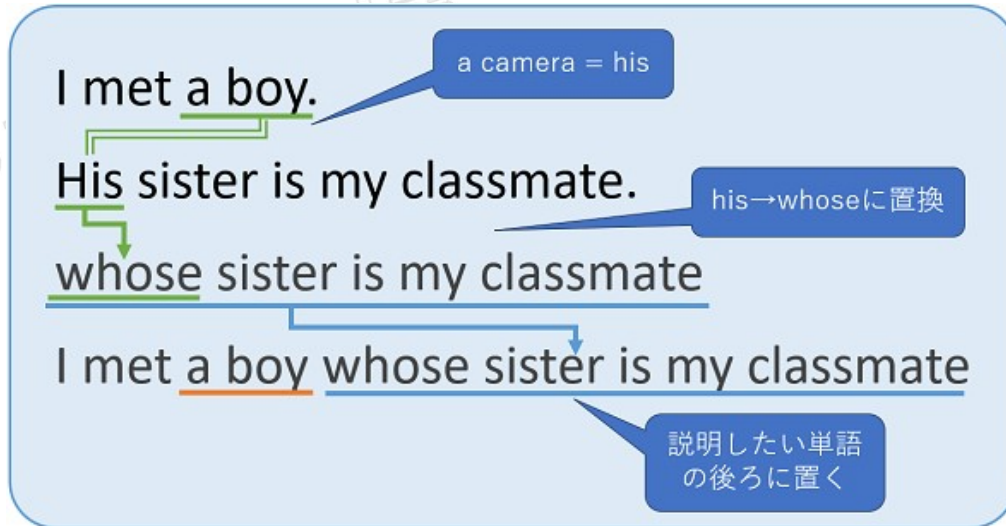 I met a boy.
a camera = his
His sister is my classmate.
his→whoseに置換
whose sister is my classmate
I met a boy whose sister is my classmate
説明したい単語
の後ろに置く